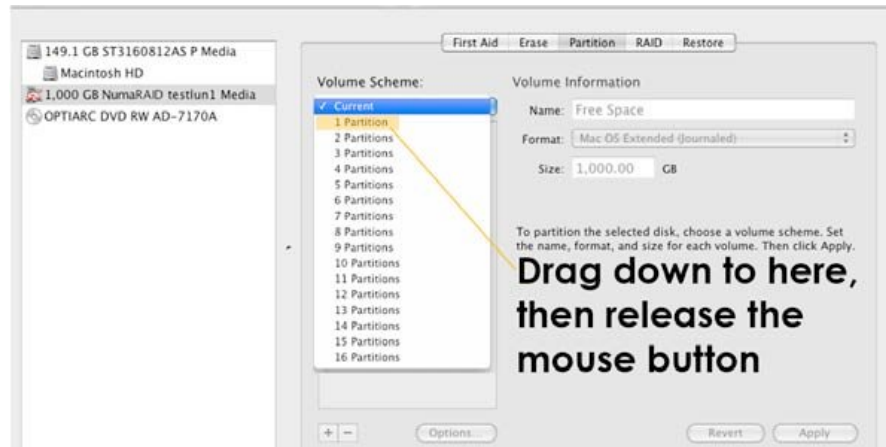 First Aid Erase Partition RAID Restore
149.1 GB ST3160812AS P Media
Macintosh HD
1,000 GB NumaRAID testlun1 Media
OPTIARC DVD RW AD-7170A
Volume Scheme:
✓ Current
1 Partition
2 Partitions
3 Partitions
4 Partitions
5 Partitions
6 Partitions
7 Partitions
8 Partitions
9 Partitions
10 Partitions
11 Partitions
12 Partitions
13 Partitions
14 Partitions
15 Partitions
16 Partitions
+ − Options...
Volume Information
Name: Free Space
Format: Mac OS Extended (Journaled)
Size: 1,000.00 GB
To partition the selected disk, choose a volume scheme. Set
the name, format, and size for each volume. Then click Apply.
Drag down to here,
then release the
mouse button
Revert Apply